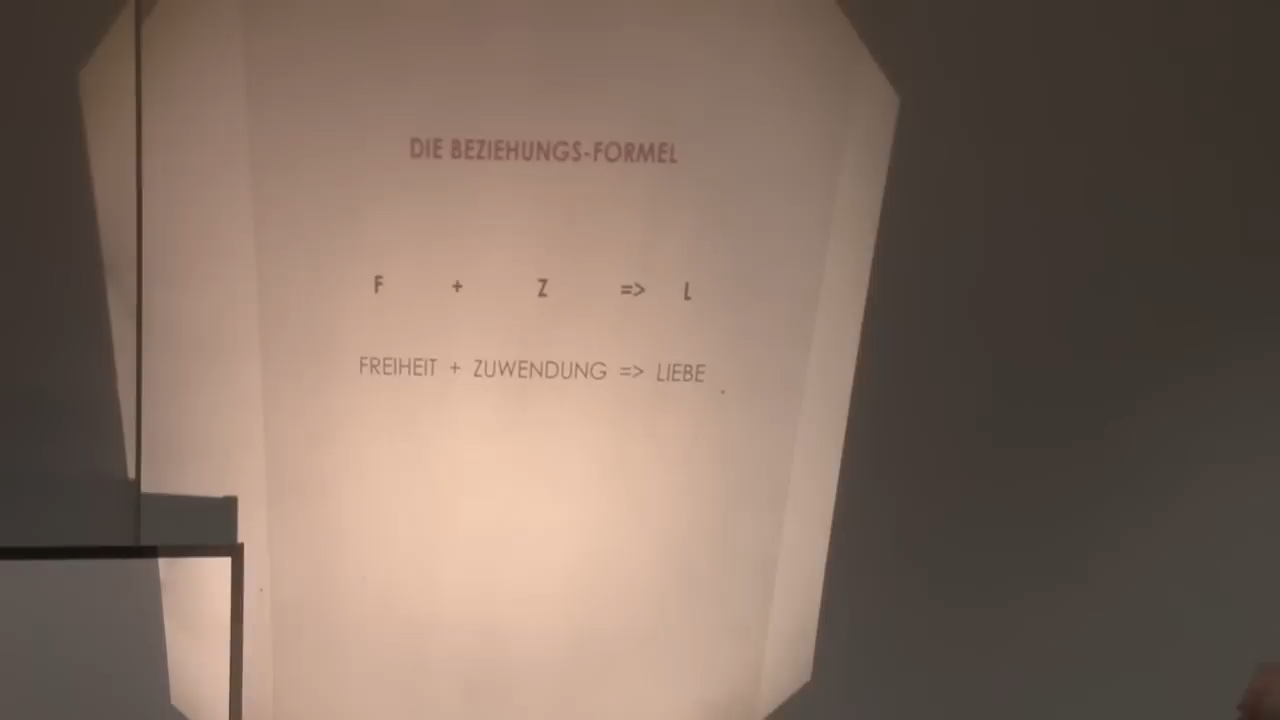 DIE BEZIEHUNGS-FORMEL
F + Z => L
FREIHEIT + ZUWENDUNG => LIEBE